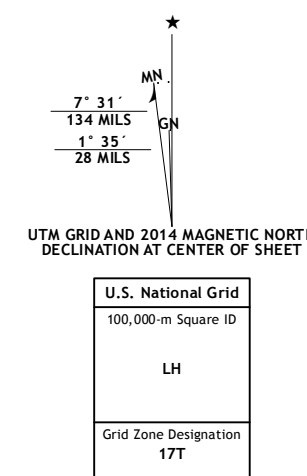 ★
MN
7° 31´
134 MILS
GN
1° 35´
28 MILS
UTM GRID AND 2014 MAGNETIC NORTH
DECLINATION AT CENTER OF SHEET
U.S. National Grid
100,000-m Square ID
LH
Grid Zone Designation
17T